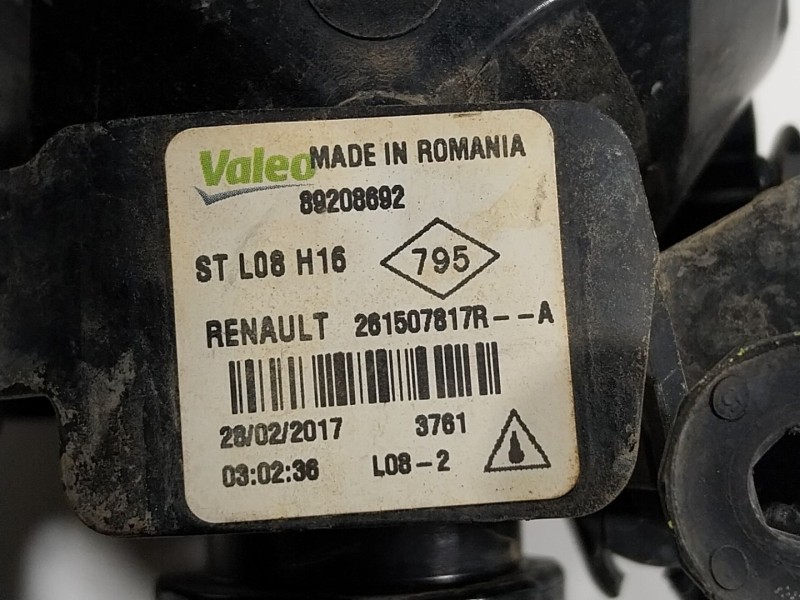 Valeo MADE IN ROMANIA
89208692
ST L08 H16 795
RENAULT 261507817R--A
28/02/2017 3761
03:02:36 L08-2